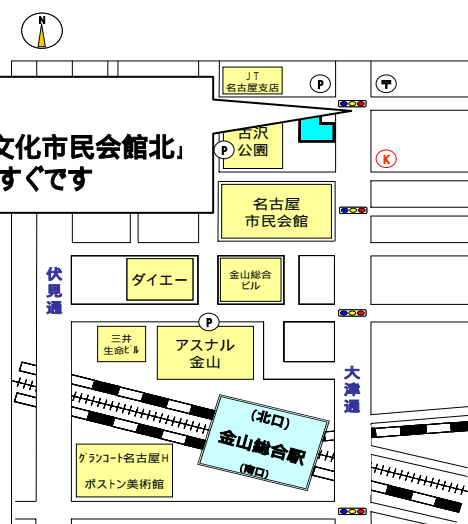 N
JT
名古屋支店
P
〒
文化市民会館北」
すぐです
古沢
公園
P
K
名古屋
市民会館
伏見通
ダイエー
金山総合
ビル
P
三井
生命ビル
アスナル
金山
大津通
(北口)
金山総合駅
(南口)
グランコート名古屋H
ボストン美術館